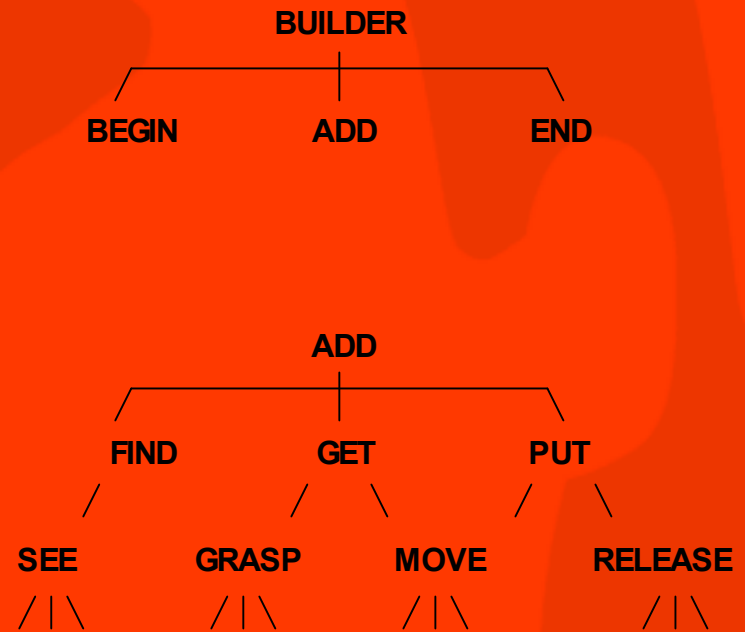 BUILDER
BEGIN ADD END
ADD
FIND GET PUT
SEE GRASP MOVE RELEASE